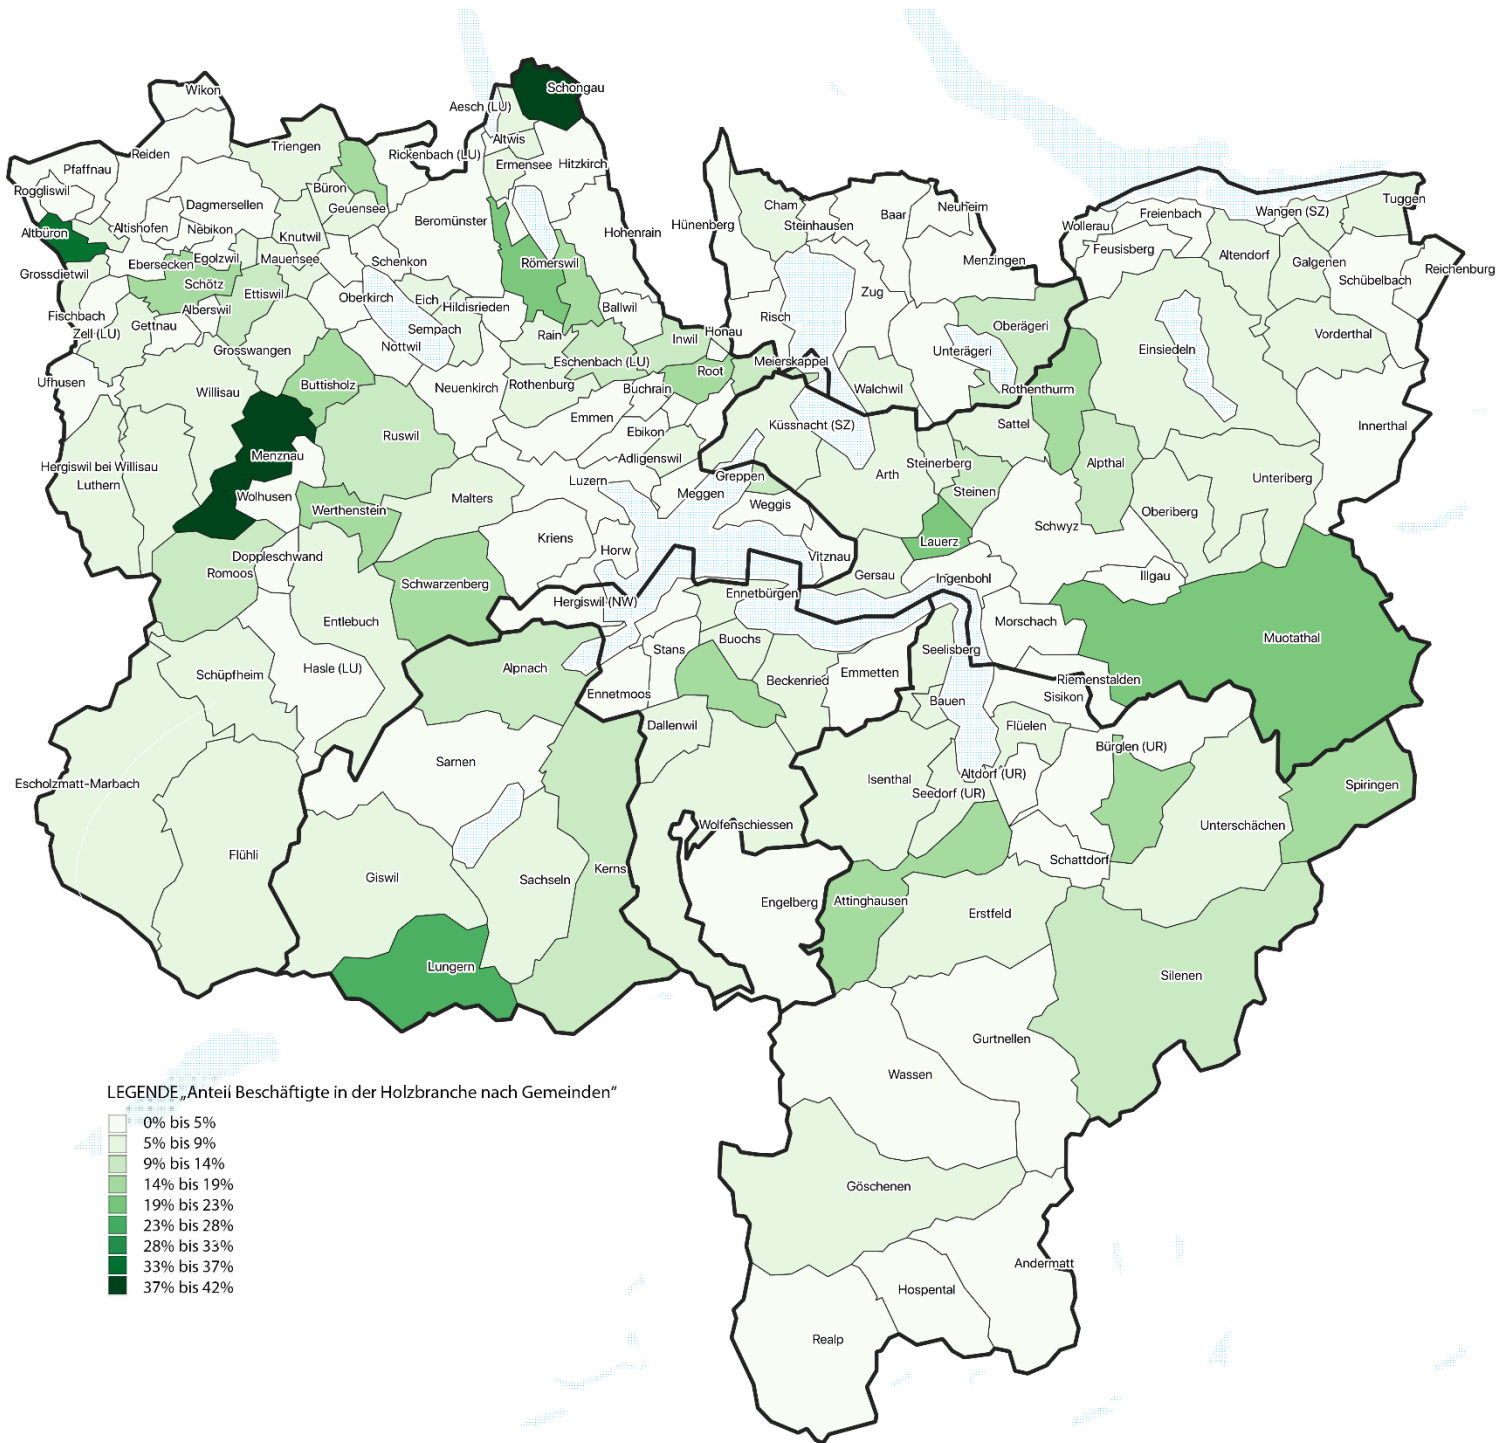 Wikon
Schongau
Aesch (LU)
Altwis
Triengen
Rickenbach (LU)
Reiden
Pfaffnau
Ermensee
Hitzkirch
Roggliswil
Büron
Geuensee
Dagmersellen
Beromünster
Altbüron
Altishofen
Nebikon
Knutwil
Hohenrain
Hünenberg
Cham
Steinhausen
Baar
Neuheim
Wollerau
Freienbach
Wangen (SZ)
Tuggen
Feusisberg
Altendorf
Galgenen
Schübelbach
Reichenburg
Menzingen
Ebersecken
Egolzwil
Mauensee
Schenkon
Römerswil
Grossdietwil
Schötz
Ettiswil
Oberkirch
Eich
Hildisrieden
Ballwil
Zug
Fischbach
Alberswil
Gettnau
Zell (LU)
Sempach
Nottwil
Rain
Inwil
Honau
Risch
Oberägeri
Vorderthal
Einsiedeln
Unterägeri
Grosswangen
Eschenbach (LU)
Root
Meierskappel
Walchwil
Rothenthurm
Ufhusen
Willisau
Buttisholz
Neuenkirch
Rothenburg
Buchrain
Emmen
Ebikon
Küssnacht (SZ)
Sattel
Innerthal
Ruswil
Menznau
Adligenswil
Hergiswil bei Willisau
Luthern
Wolhusen
Werthenstein
Malters
Luzern
Meggen
Greppen
Weggis
Arth
Steinerberg
Steinen
Alpthal
Unteriberg
Oberiberg
Schwyz
Kriens
Horw
Vitznau
Lauerz
Gersau
Ingenbohl
Illgau
Doppleschwand
Romoos
Schwarzenberg
Hergiswil (NW)
Ennetbürgen
Morschach
Muotathal
Entlebuch
Buochs
Stans
Seelisberg
Schüpfheim
Hasle (LU)
Alpnach
Ennetmoos
Beckenried
Emmetten
Riemenstalden
Sisikon
Bauen
Dallenwil
Flüelen
Bürglen (UR)
Sarnen
Isenthal
Altdorf (UR)
Seedorf (UR)
Spiringen
Escholzmatt-Marbach
Wolfenschiessen
Unterschächen
Flühli
Giswil
Sachseln
Kerns
Schattdorf
Engelberg
Attinghausen
Erstfeld
Lungern
Silenen
Gurtnellen
Wassen
Göschenen
Andermatt
Hospental
Realp
LEGENDE „Anteil Beschäftigte in der Holzbranche nach Gemeinden“
0% bis 5%
5% bis 9%
9% bis 14%
14% bis 19%
19% bis 23%
23% bis 28%
28% bis 33%
33% bis 37%
37% bis 42%